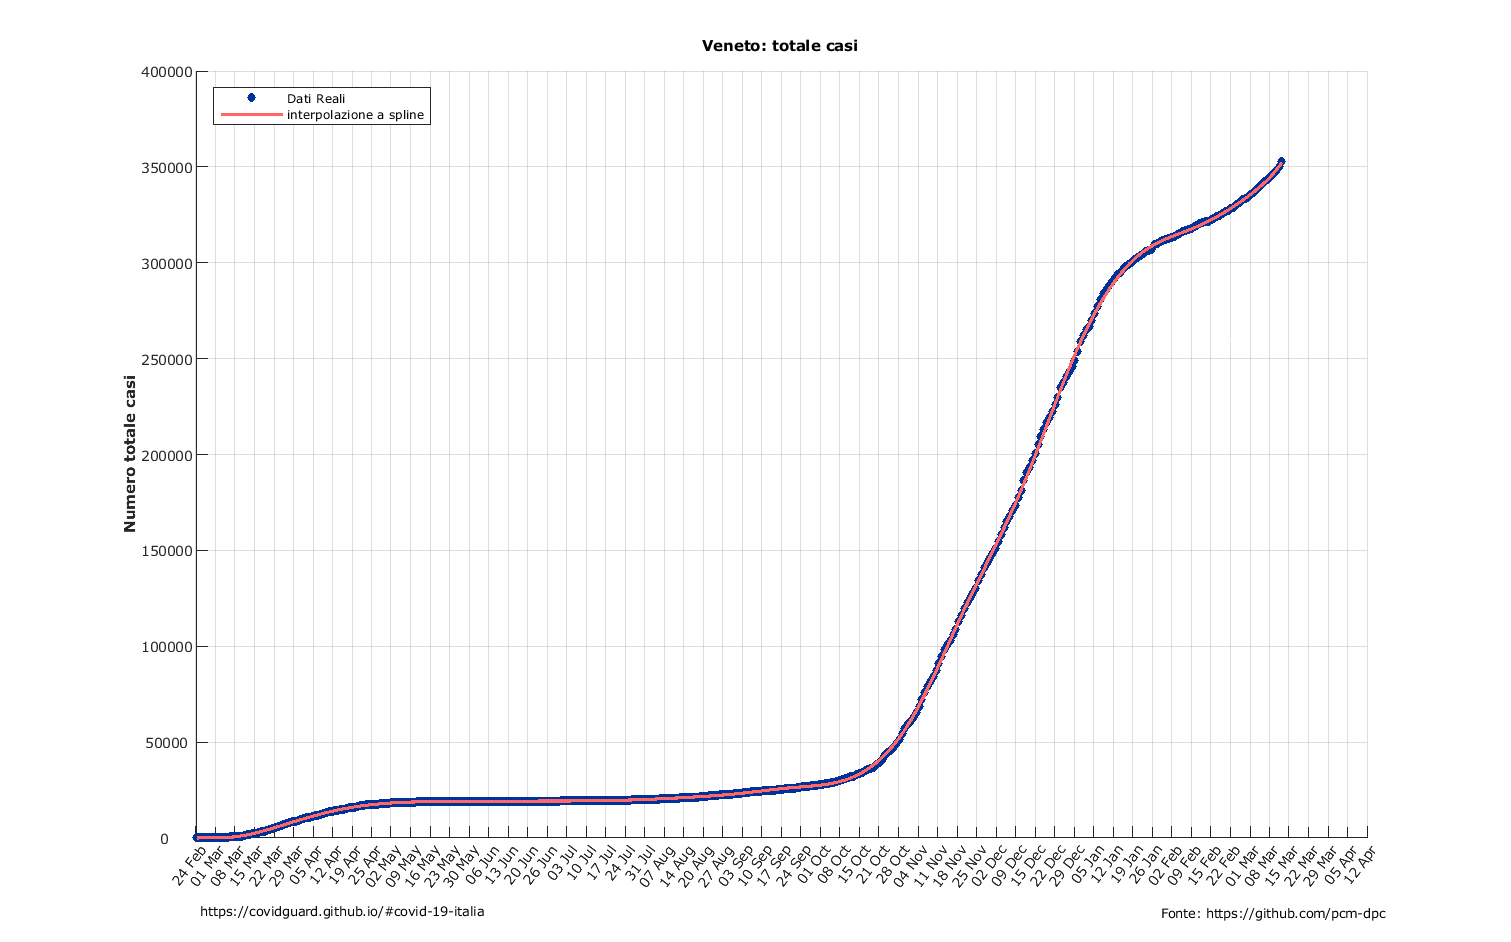 Veneto: totale casi
400000
350000
300000
250000
200000
150000
100000
50000
0
Numero totale casi
Dati Reali
interpolazione a spline
24 Feb
01 Mar
08 Mar
15 Mar
22 Mar
29 Mar
05 Apr
12 Apr
19 Apr
25 Apr
02 May
09 May
16 May
23 May
30 May
06 Jun
13 Jun
20 Jun
26 Jun
03 Jul
10 Jul
17 Jul
24 Jul
31 Jul
07 Aug
14 Aug
20 Aug
27 Aug
03 Sep
10 Sep
17 Sep
24 Sep
01 Oct
08 Oct
15 Oct
21 Oct
28 Oct
04 Nov
11 Nov
18 Nov
25 Nov
02 Dec
09 Dec
15 Dec
22 Dec
29 Dec
05 Jan
12 Jan
19 Jan
26 Jan
02 Feb
09 Feb
15 Feb
22 Feb
01 Mar
08 Mar
15 Mar
22 Mar
29 Mar
05 Apr
12 Apr
https://covidguard.github.io/#covid-19-italia
Fonte: https://github.com/pcm-dpc